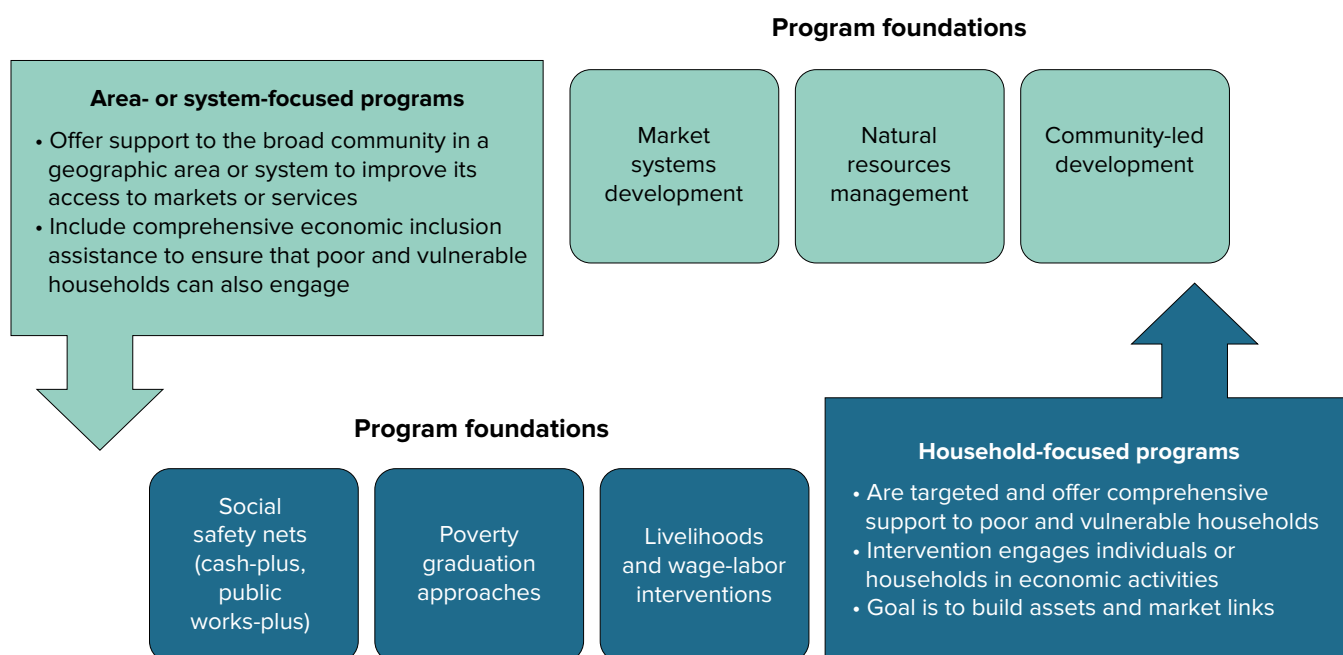 Program foundations
Area- or system-focused programs
• Offer support to the broad community in a
geographic area or system to improve its
access to markets or services
• Include comprehensive economic inclusion
assistance to ensure that poor and vulnerable
households can also engage
Market
systems
development
Natural
resources
management
Community-led
development
Program foundations
Social
safety nets
(cash-plus,
public
works-plus)
Poverty
graduation
approaches
Livelihoods
and wage-labor
interventions
Household-focused programs
• Are targeted and offer comprehensive
support to poor and vulnerable households
• Intervention engages individuals or
households in economic activities
• Goal is to build assets and market links